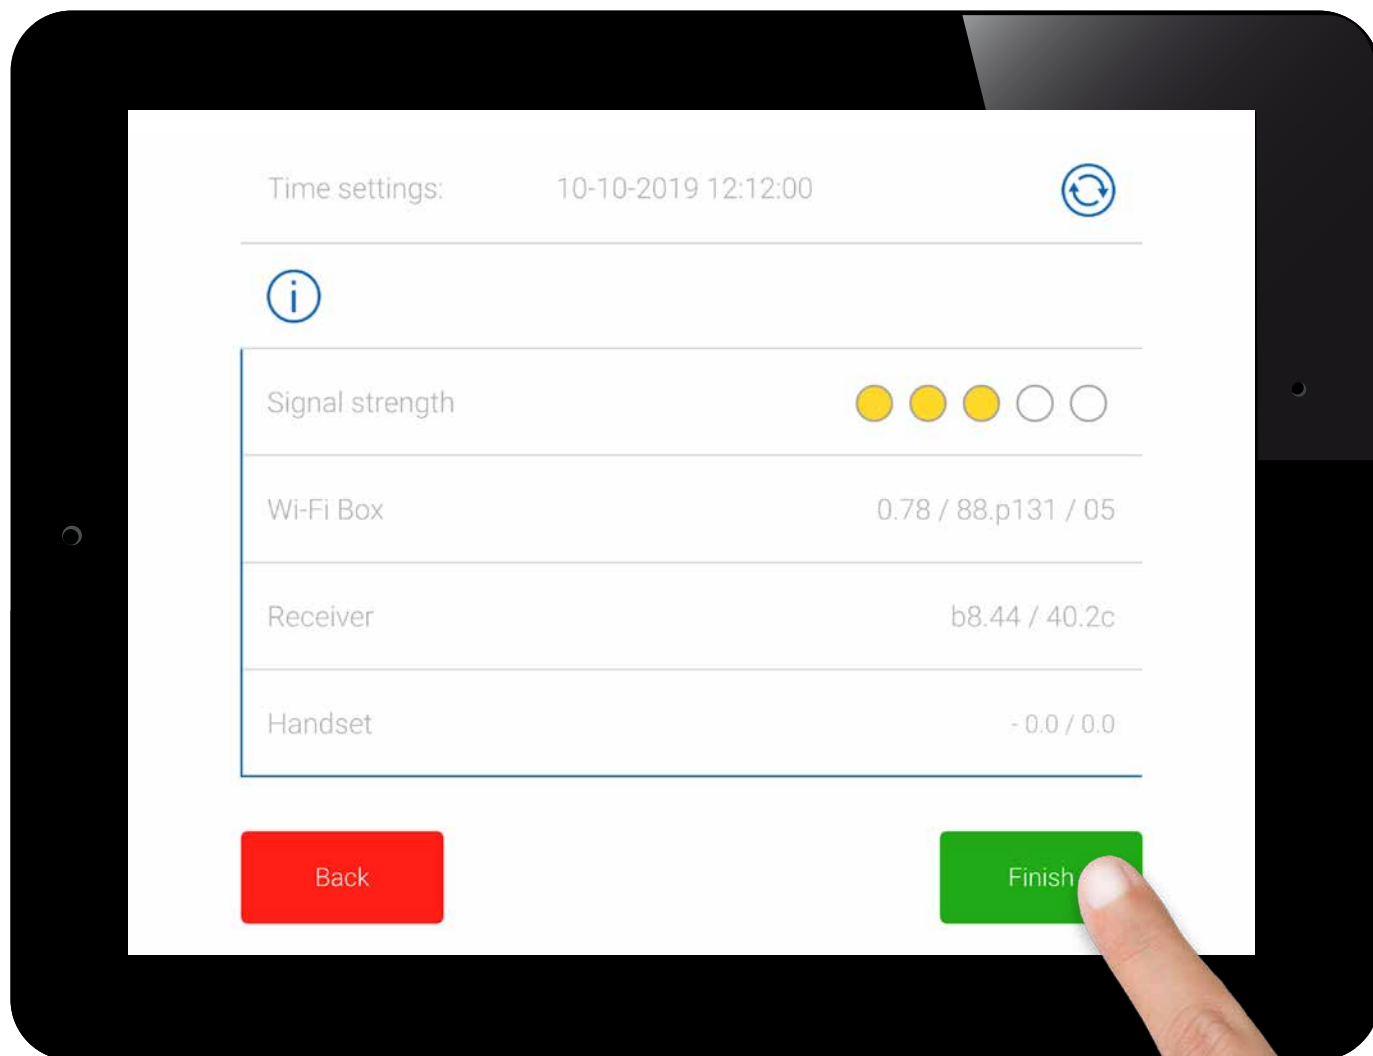 Time settings: 10-10-2019 12:12:00
i
Signal strength
Wi-Fi Box 0.78 / 88.p131 / 05
Receiver b8.44 / 40.2c
Handset - 0.0 / 0.0
Back Finish